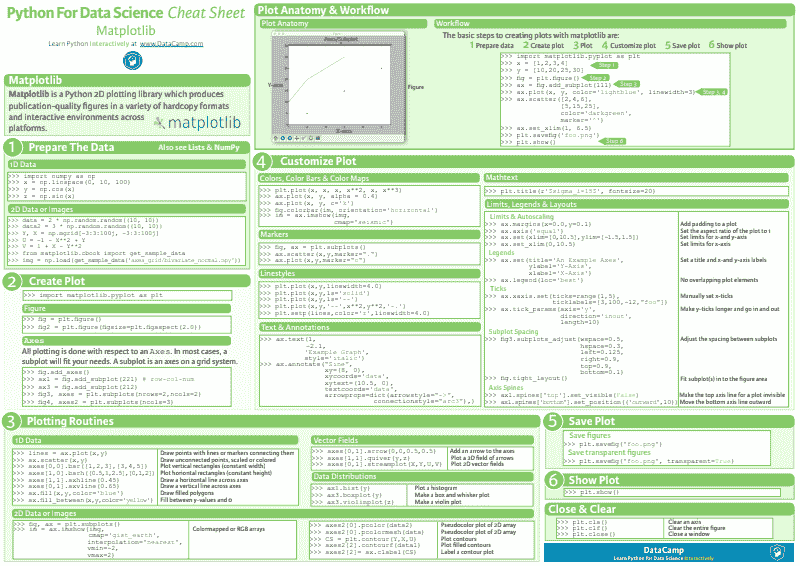 Python For Data Science Cheat Sheet
Matplotlib
Learn Python Interactively at www.DataCamp.com
Matplotlib
Matplotlib is a Python 2D plotting library which produces
publication-quality figures in a variety of hardcopy formats
and interactive environments across
platforms.
matplotlib
1 Prepare The Data Also see Lists & NumPy
1D Data
>>> import numpy as np
>>> x = np.linspace(0, 10, 100)
>>> y = np.cos(x)
>>> z = np.sin(x)
2D Data or Images
>>> data = 2 * np.random.random((10, 10))
>>> data2 = 3 * np.random.random((10, 10))
>>> Y, X = np.mgrid[-3:3:100j, -3:3:100j]
>>> U = -1 - X**2 + Y
>>> V = 1 + X - Y**2
>>> from matplotlib.cbook import get_sample_data
>>> img = np.load(get_sample_data('axes_grid/bivariate_normal.npy'))
2 Create Plot
>>> import matplotlib.pyplot as plt
Figure
>>> fig = plt.figure()
>>> fig2 = plt.figure(figsize=plt.figaspect(2.0))
Axes
All plotting is done with respect to an Axes. In most cases, a
subplot will fit your needs. A subplot is an axes on a grid system.
>>> fig.add_axes()
>>> ax1 = fig.add_subplot(221) # row-col-num
>>> ax3 = fig.add_subplot(212)
>>> fig3, axes = plt.subplots(nrows=2,ncols=2)
>>> fig4, axes2 = plt.subplots(ncols=3)
Plot Anatomy & Workflow
Plot Anatomy
Axes/Subplot
Y-axis
X-axis
Figure
Workflow
The basic steps to creating plots with matplotlib are:
1 Prepare data 2 Create plot 3 Plot 4 Customize plot 5 Save plot 6 Show plot
>>> import matplotlib.pyplot as plt
>>> x = [1,2,3,4]
>>> y = [10,20,25,30] Step 1
>>> fig = plt.figure() Step 2
>>> ax = fig.add_subplot(111) Step 3
>>> ax.plot(x, y, color='lightblue', linewidth=3) Step 3, 4
>>> ax.scatter([2,4,6],
[5,15,25],
color='darkgreen',
marker='^')
>>> ax.set_xlim(1, 6.5)
>>> plt.savefig('foo.png')
>>> plt.show() Step 6
4 Customize Plot
Colors, Color Bars & Color Maps
>>> plt.plot(x, x, x, x**2, x, x**3)
>>> ax.plot(x, y, alpha = 0.4)
>>> ax.plot(x, y, c='k')
>>> fig.colorbar(im, orientation='horizontal')
>>> im = ax.imshow(img,
cmap='seismic')
Markers
>>> fig, ax = plt.subplots()
>>> ax.scatter(x,y,marker=".")
>>> ax.plot(x,y,marker="o")
Linestyles
>>> plt.plot(x,y,linewidth=4.0)
>>> plt.plot(x,y,ls='solid')
>>> plt.plot(x,y,ls='--')
>>> plt.plot(x,y,'--',x**2,y**2,'-.')
>>> plt.setp(lines,color='r',linewidth=4.0)
Text & Annotations
>>> ax.text(1,
-2.1,
'Example Graph',
style='italic')
>>> ax.annotate("Sine",
xy=(8, 0),
xycoords='data',
xytext=(10.5, 0),
textcoords='data',
arrowprops=dict(arrowstyle="->",
connectionstyle="arc3"),)
Mathtext
>>> plt.title(r'$sigma_i=15$', fontsize=20)
Limits, Legends & Layouts
Limits & Autoscaling
>>> ax.margins(x=0.0,y=0.1) Add padding to a plot
>>> ax.axis('equal') Set the aspect ratio of the plot to 1
>>> ax.set(xlim=[0,10.5],ylim=[-1.5,1.5]) Set limits for x-and y-axis
>>> ax.set_xlim(0,10.5) Set limits for x-axis
Legends
>>> ax.set(title='An Example Axes', Set a title and x-and y-axis labels
ylabel='Y-Axis',
xlabel='X-Axis')
>>> ax.legend(loc='best') No overlapping plot elements
Ticks
>>> ax.xaxis.set(ticks=range(1,5), Manually set x-ticks
ticklabels=[3,100,-12,"foo"])
>>> ax.tick_params(axis='y', Make y-ticks longer and go in and out
direction='inout',
length=10)
Subplot Spacing
>>> fig3.subplots_adjust(wspace=0.5, Adjust the spacing between subplots
hspace=0.3,
left=0.125,
right=0.9,
top=0.9,
bottom=0.1)
>>> fig.tight_layout() Fit subplot(s) in to the figure area
Axis Spines
>>> ax1.spines['top'].set_visible(False) Make the top axis line for a plot invisible
>>> ax1.spines['bottom'].set_position(('outward',10)) Move the bottom axis line outward
3 Plotting Routines
1D Data
>>> lines = ax.plot(x,y) Draw points with lines or markers connecting them
>>> ax.scatter(x,y) Draw unconnected points, scaled or colored
>>> axes[0,0].bar([1,2,3],[3,4,5]) Plot vertical rectangles (constant width)
>>> axes[1,0].barh([0.5,1,2.5],[0,1,2]) Plot horizontal rectangles (constant height)
>>> axes[1,1].axhline(0.45) Draw a horizontal line across axes
>>> axes[0,1].axvline(0.65) Draw a vertical line across axes
>>> ax.fill(x,y,color='blue') Draw filled polygons
>>> ax.fill_between(x,y,color='yellow') Fill between y-values and 0
2D Data or Images
>>> fig, ax = plt.subplots()
>>> im = ax.imshow(img, Colormapped or RGB arrays
cmap='gist_earth',
interpolation='nearest',
vmin=-2,
vmax=2)
Vector Fields
>>> axes[0,1].arrow(0,0,0.5,0.5) Add an arrow to the axes
>>> axes[1,1].quiver(y,z) Plot a 2D field of arrows
>>> axes[0,1].streamplot(X,Y,U,V) Plot 2D vector fields
Data Distributions
>>> ax1.hist(y) Plot a histogram
>>> ax3.boxplot(y) Make a box and whisker plot
>>> ax3.violinplot(z) Make a violin plot
>>> axes2[0].pcolor(data2) Pseudocolor plot of 2D array
>>> axes2[0].pcolormesh(data) Pseudocolor plot of 2D array
>>> CS = plt.contour(Y,X,U) Plot contours
>>> axes2[2].contourf(data1) Plot filled contours
>>> axes2[2]= ax.clabel(CS) Label a contour plot
5 Save Plot
Save figures
>>> plt.savefig('foo.png')
Save transparent figures
>>> plt.savefig('foo.png', transparent=True)
6 Show Plot
>>> plt.show()
Close & Clear
>>> plt.cla() Clear an axis
>>> plt.clf() Clear the entire figure
>>> plt.close() Close a window
DataCamp
Learn Python for Data Science Interactively